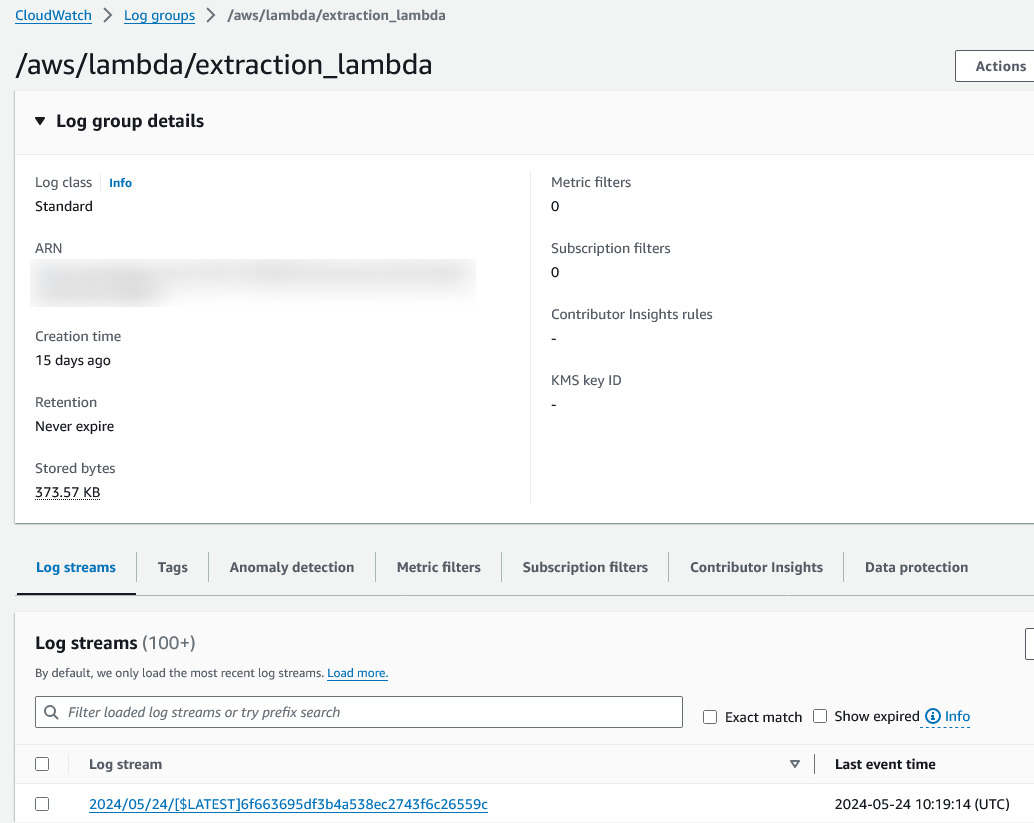 CloudWatch > Log groups > /aws/lambda/extraction_lambda
/aws/lambda/extraction_lambda
Actions
Log group details
Log class Info
Standard
ARN
Creation time
15 days ago
Retention
Never expire
Stored bytes
373.57 KB
Metric filters
0
Subscription filters
0
Contributor Insights rules
-
KMS key ID
-
Log streams Tags Anomaly detection Metric filters Subscription filters Contributor Insights Data protection
Log streams (100+)
By default, we only load the most recent log streams. Load more.
Filter loaded log streams or try prefix search
Exact match Show expired Info
Log stream Last event time
2024/05/24/[$LATEST]6f663695df3b4a538ec2743f6c26559c 2024-05-24 10:19:14 (UTC)